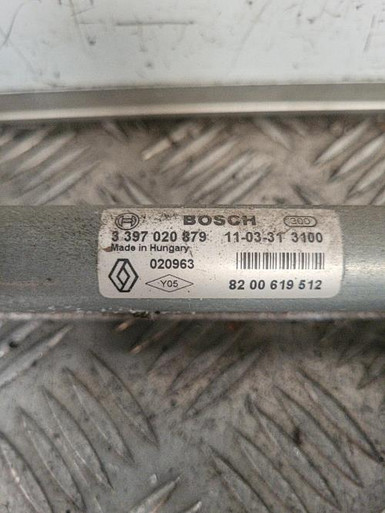 BOSCH 300
3 397 020 879 11-03-31 3100
Made in Hungary
020963
Y05 82 00 619 512